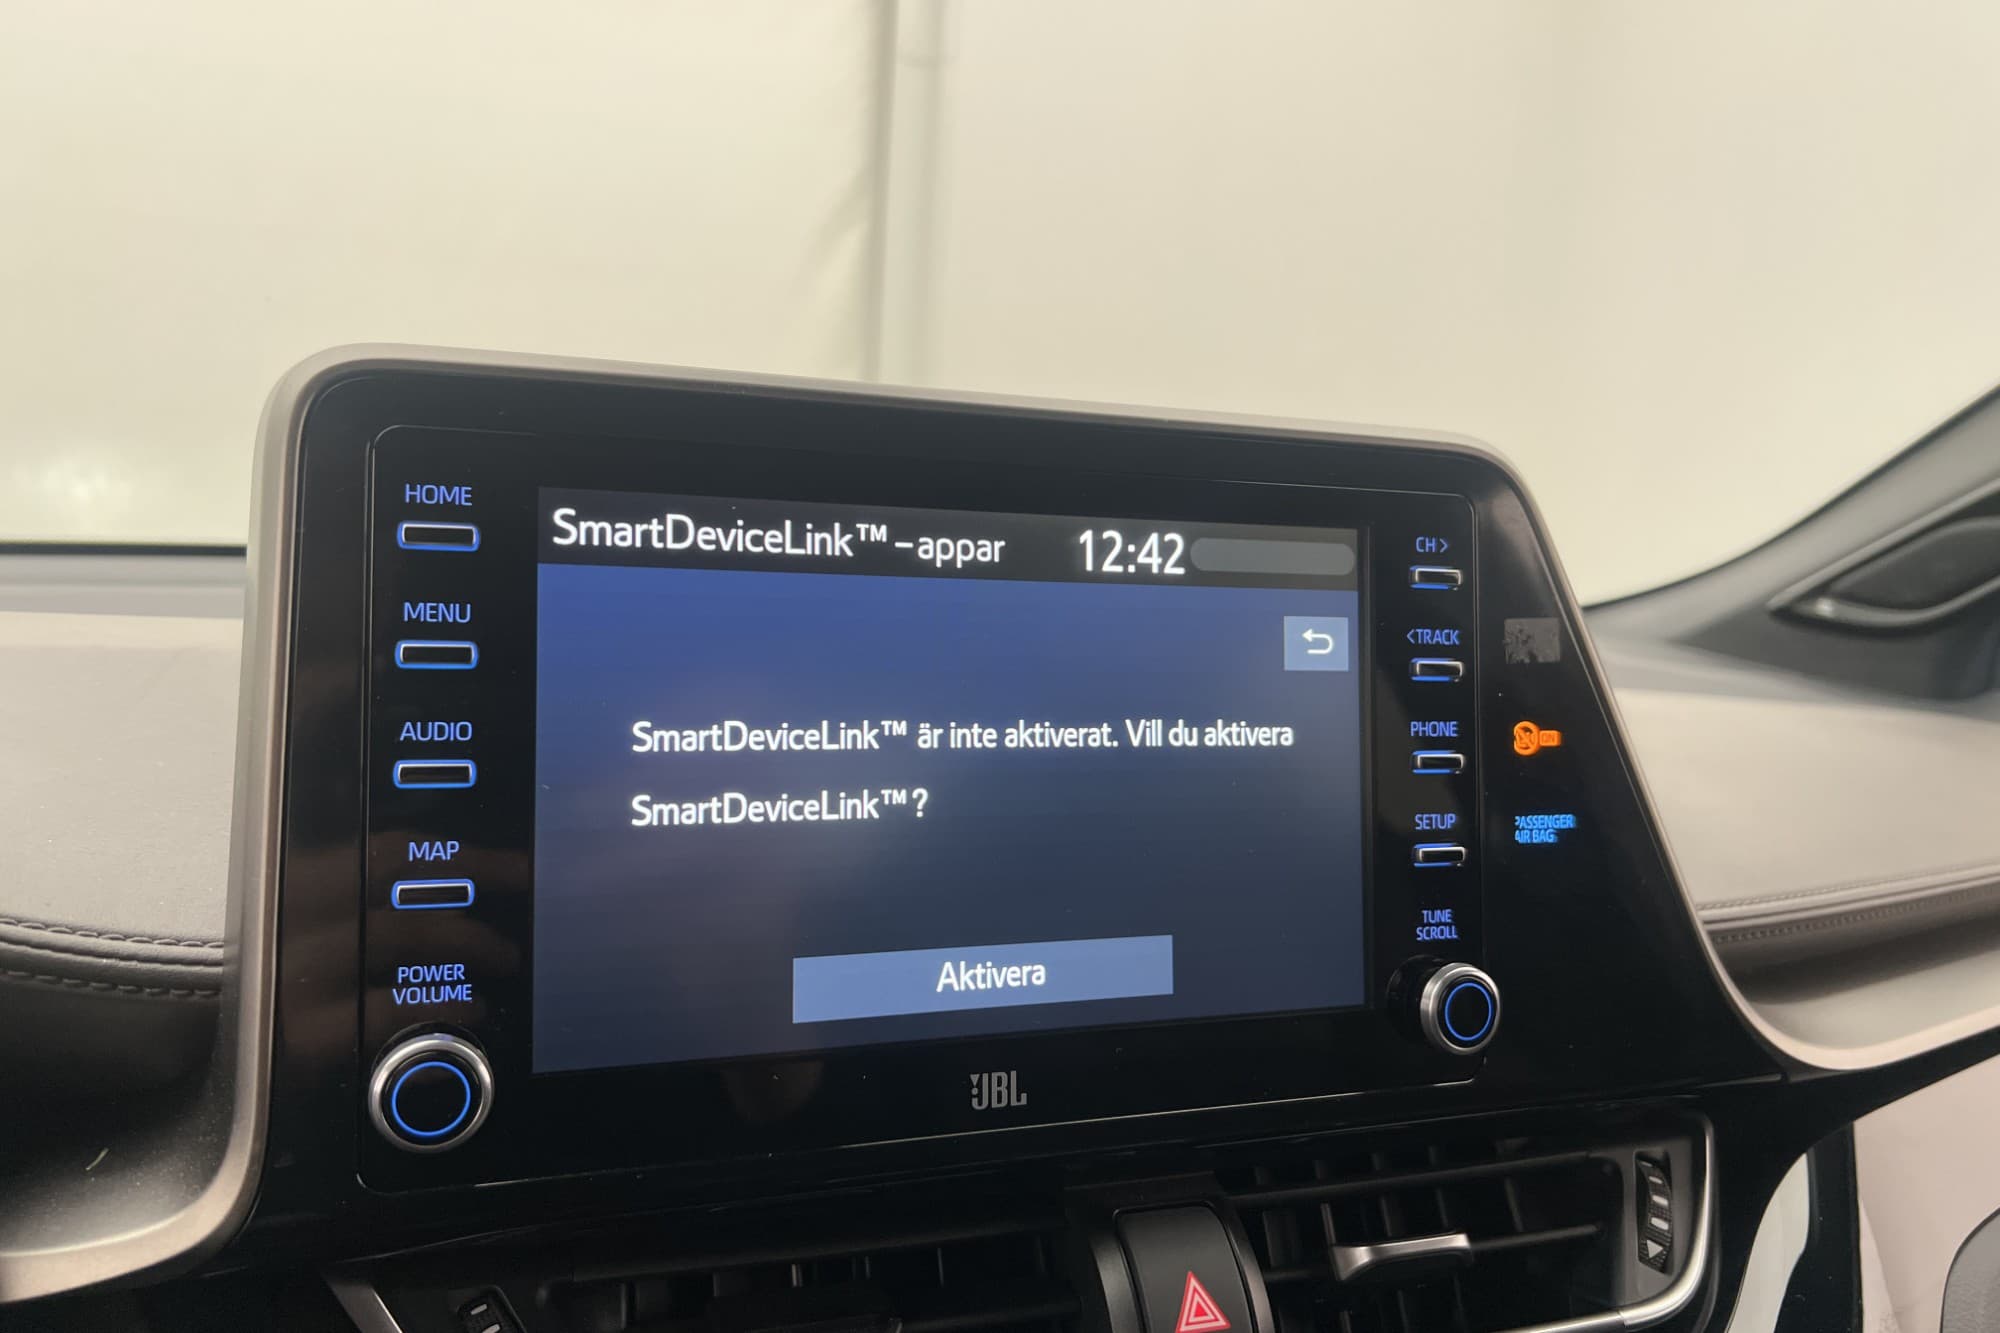 HOME
MENU
AUDIO
MAP
POWER
VOLUME
SmartDeviceLink™ -appar 12:42
SmartDeviceLink™ är inte aktiverat. Vill du aktivera
SmartDeviceLink™?
Aktivera
JBL
CH>
<TRACK
PHONE
SETUP
TUNE
SCROLL
ON
PASSENGER
AIR BAG